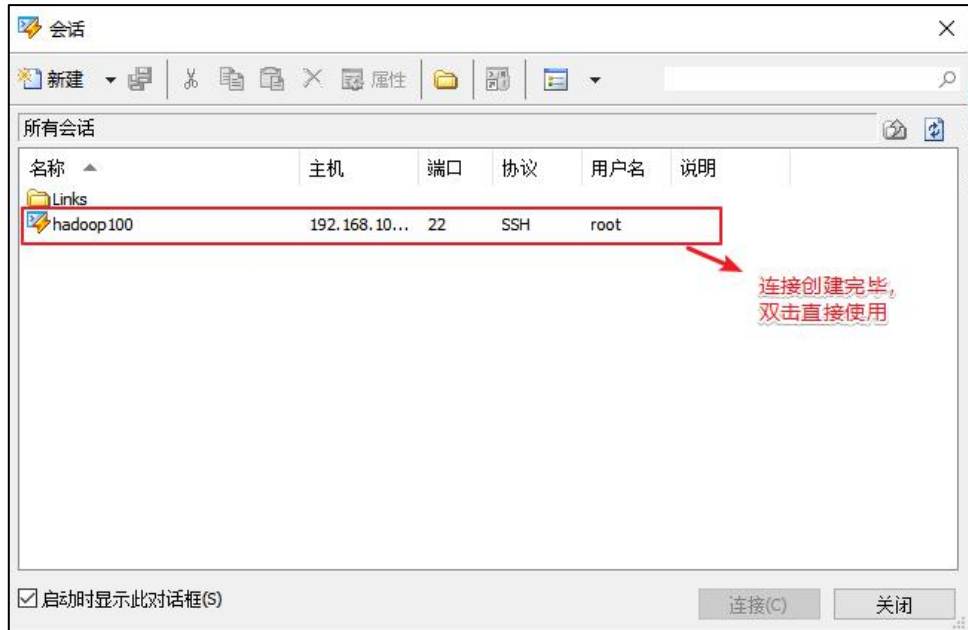 会话
新建 属性
所有会话
名称 主机 端口 协议 用户名 说明
Links
hadoop100 192.168.10... 22 SSH root
连接创建完毕,
双击直接使用
启动时显示此对话框(S) 连接(C) 关闭